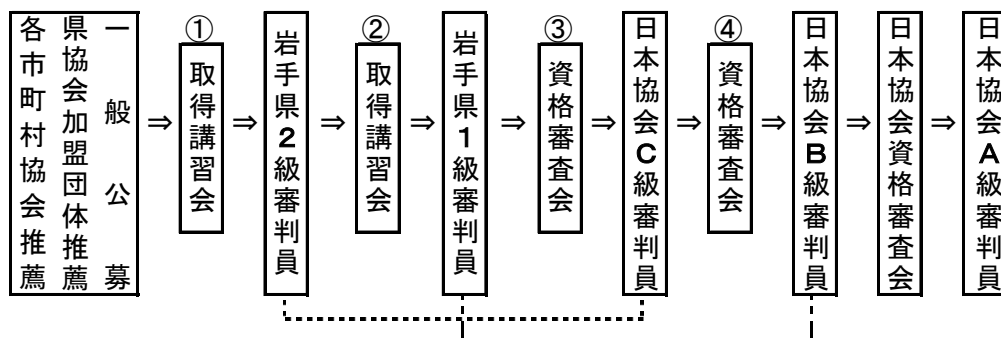 一般公募
県協会加盟団体推薦
各市町村協会推薦
⇒
①
取得講習会
⇒
岩手県2級審判員
⇒
②
取得講習会
⇒
岩手県1級審判員
⇒
③
資格審査会
⇒
日本協会C級審判員
⇒
④
資格審査会
⇒
日本協会B級審判員
⇒
日本協会資格審査会
⇒
日本協会A級審判員